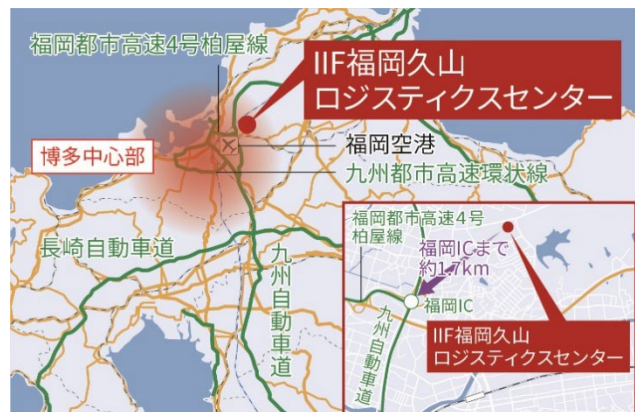 福岡都市高速4号柏屋線
IIF福岡久山
ロジスティクスセンター
博多中心部
福岡空港
九州都市高速環状線
長崎自動車道
九州自動車道
福岡都市高速4号
柏屋線
福岡ICまで
約1.7km
福岡IC
九州自動車道
IIF福岡久山
ロジスティクスセンター